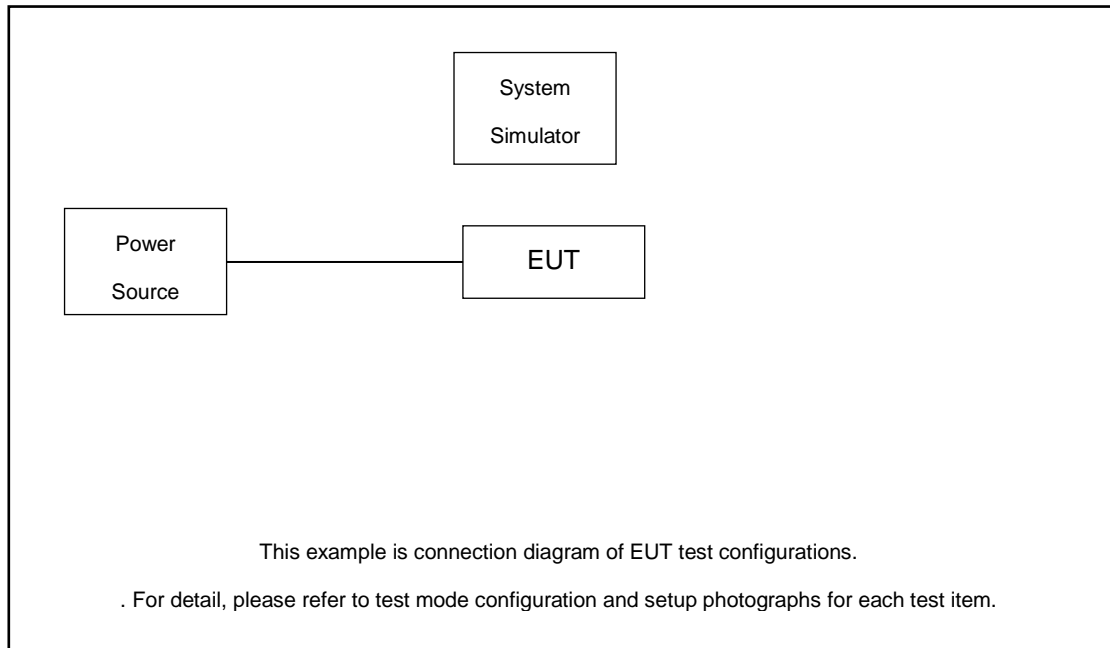 System
Simulator
Power
Source
EUT
This example is connection diagram of EUT test configurations.
. For detail, please refer to test mode configuration and setup photographs for each test item.